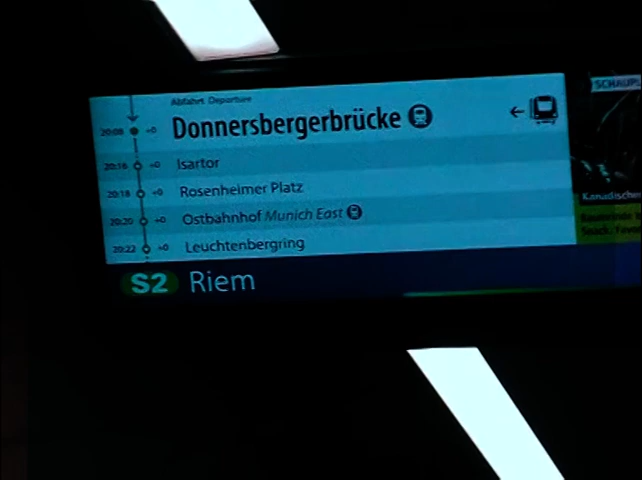 Abfahrt Departure
20:08 +0 Donnersbergerbrücke
20:16 +0 Isartor
20:18 +0 Rosenheimer Platz
20:20 +0 Ostbahnhof Munich East
20:22 +0 Leuchtenbergring
S2 Riem
SCHAUP
Kanadische